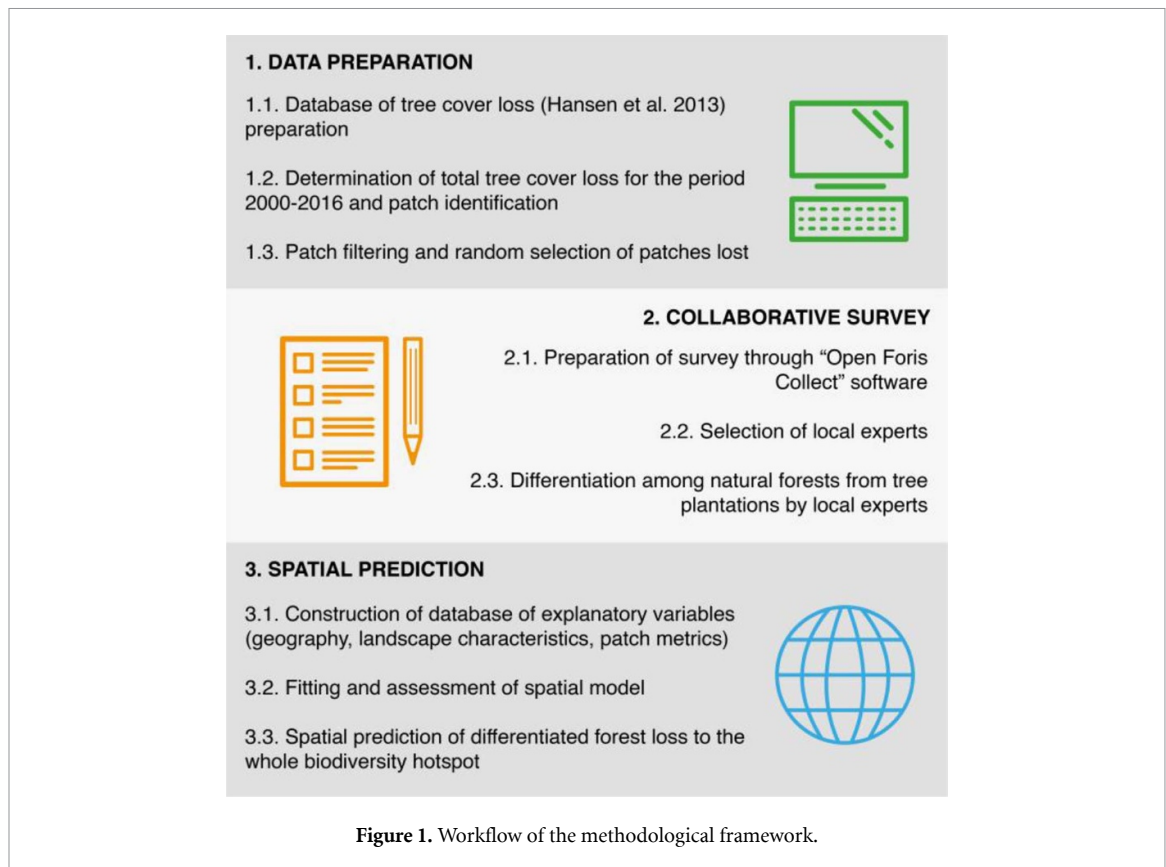 1. DATA PREPARATION
1.1. Database of tree cover loss (Hansen et al. 2013)
preparation
1.2. Determination of total tree cover loss for the period
2000-2016 and patch identification
1.3. Patch filtering and random selection of patches lost
2. COLLABORATIVE SURVEY
2.1. Preparation of survey through “Open Foris
Collect” software
2.2. Selection of local experts
2.3. Differentiation among natural forests from tree
plantations by local experts
3. SPATIAL PREDICTION
3.1. Construction of database of explanatory variables
(geography, landscape characteristics, patch metrics)
3.2. Fitting and assessment of spatial model
3.3. Spatial prediction of differentiated forest loss to the
whole biodiversity hotspot
Figure 1. Workflow of the methodological framework.